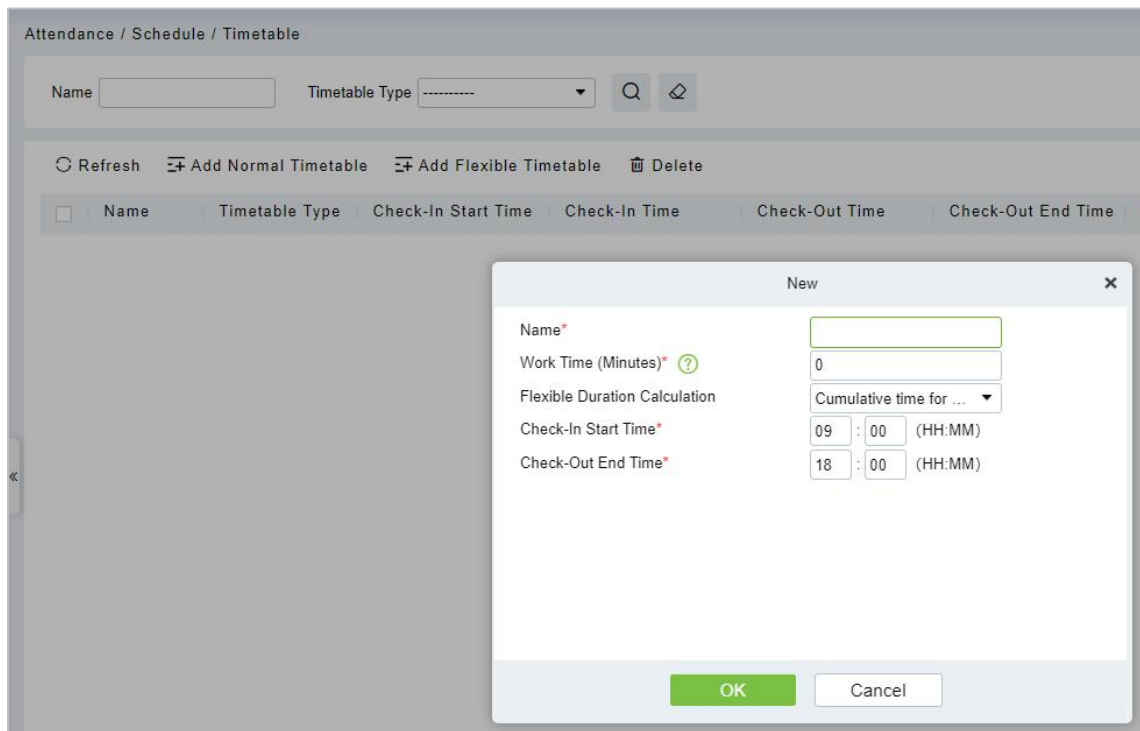 Attendance / Schedule / Timetable
Name Timetable Type ----------
Refresh Add Normal Timetable Add Flexible Timetable Delete
Name Timetable Type Check-In Start Time Check-In Time Check-Out Time Check-Out End Time
New
Name*
Work Time (Minutes)* 0
Flexible Duration Calculation Cumulative time for ...
Check-In Start Time* 09 : 00 (HH:MM)
Check-Out End Time* 18 : 00 (HH:MM)
OK Cancel